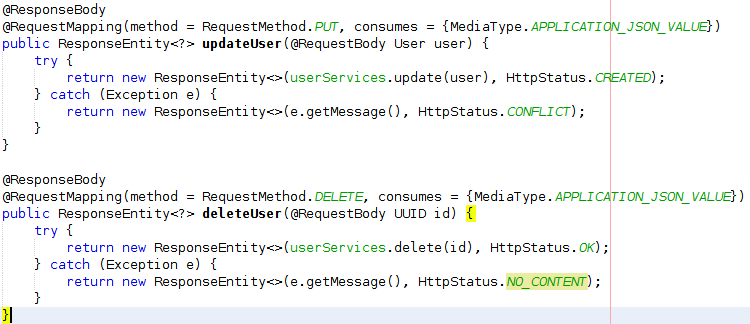 @ResponseBody
@RequestMapping(method = RequestMethod.PUT, consumes = {MediaType.APPLICATION_JSON_VALUE})
public ResponseEntity<?> updateUser(@RequestBody User user) {
    try {
        return new ResponseEntity<>(userServices.update(user), HttpStatus.CREATED);
    } catch (Exception e) {
        return new ResponseEntity<>(e.getMessage(), HttpStatus.CONFLICT);
    }
}

@ResponseBody
@RequestMapping(method = RequestMethod.DELETE, consumes = {MediaType.APPLICATION_JSON_VALUE})
public ResponseEntity<?> deleteUser(@RequestBody UUID id) {
    try {
        return new ResponseEntity<>(userServices.delete(id), HttpStatus.OK);
    } catch (Exception e) {
        return new ResponseEntity<>(e.getMessage(), HttpStatus.NO_CONTENT);
    }
}